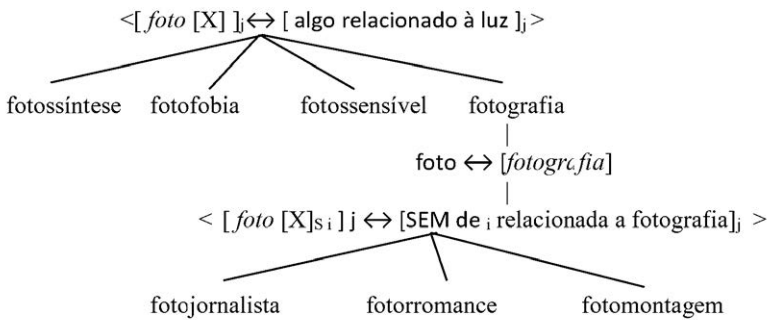 <[ foto [X] ]j↔ [ algo relacionado à luz ]j>
fotossíntese fotofobia fotossensível fotografia
foto ↔ [fotografia]
< [ foto [X]S i ] j ↔ [SEM de i relacionada a fotografia]j >
fotojornalista fotorromance fotomontagem